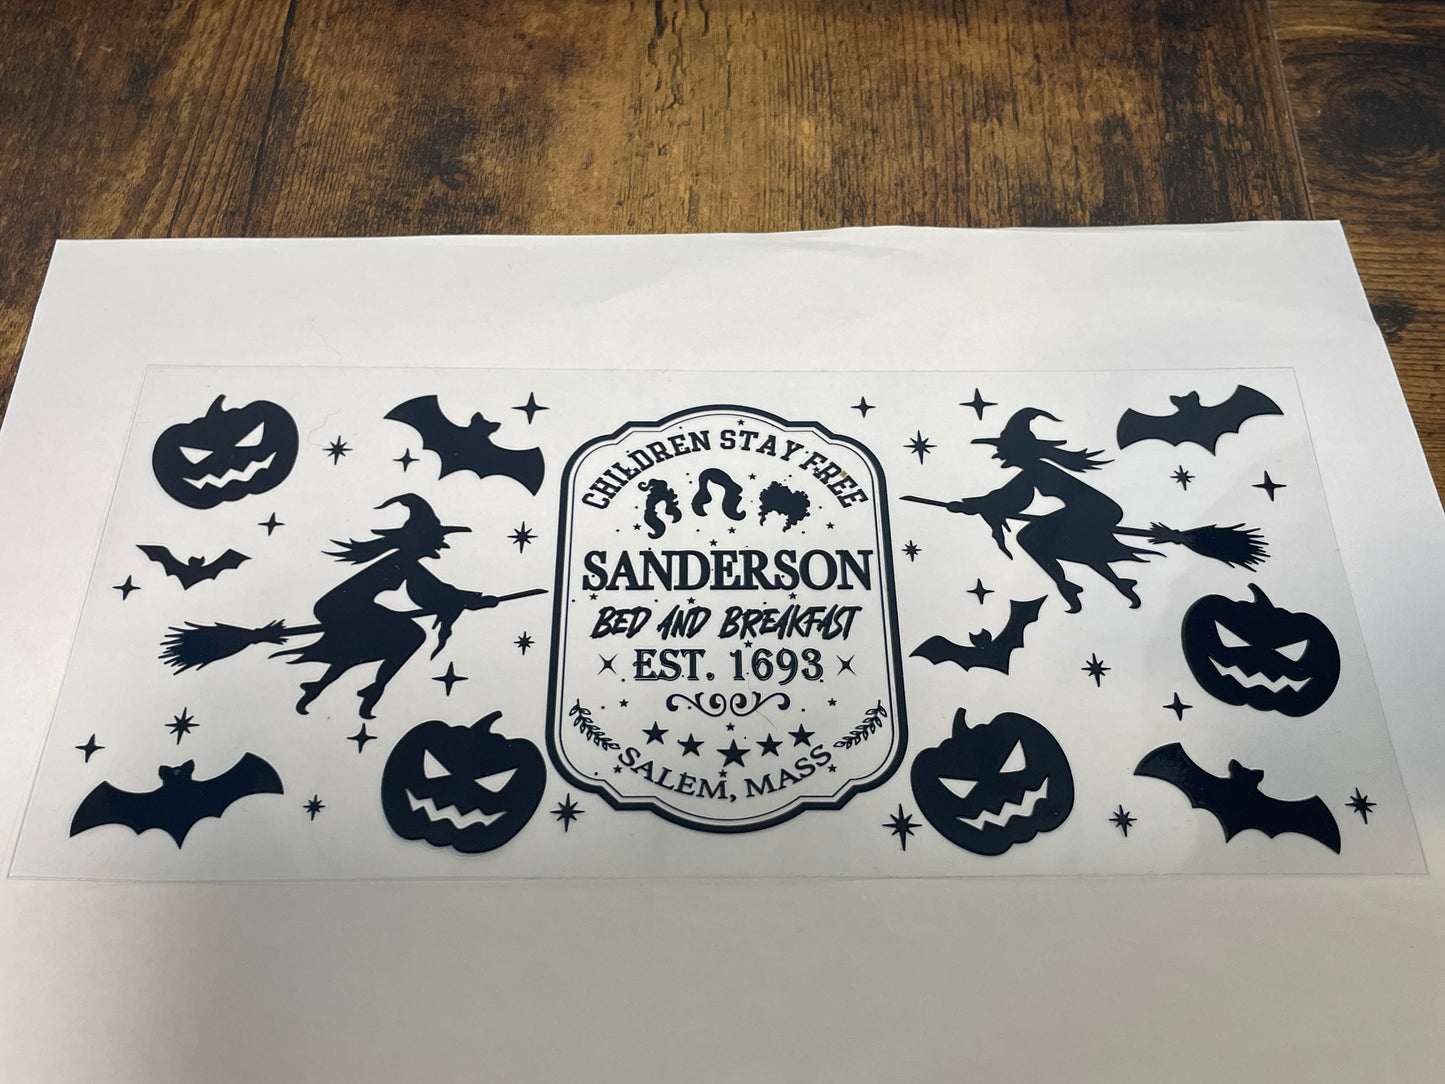 CHILDREN STAY FREE
SANDERSON
BED AND BREAKFAST
EST. 1693
SALEM, MASS